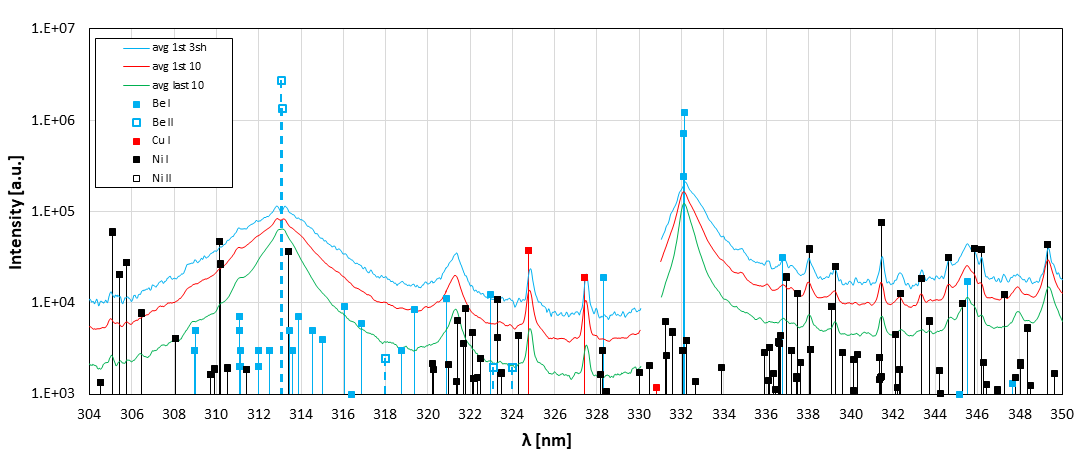 1.E+07
1.E+06
1.E+05
1.E+04
1.E+03
Intensity [a.u.]
avg 1st 3sh
avg 1st 10
avg last 10
Be I
Be II
Cu I
Ni I
Ni II
304 306 308 310 312 314 316 318 320 322 324 326 328 330 332 334 336 338 340 342 344 346 348 350
λ [nm]